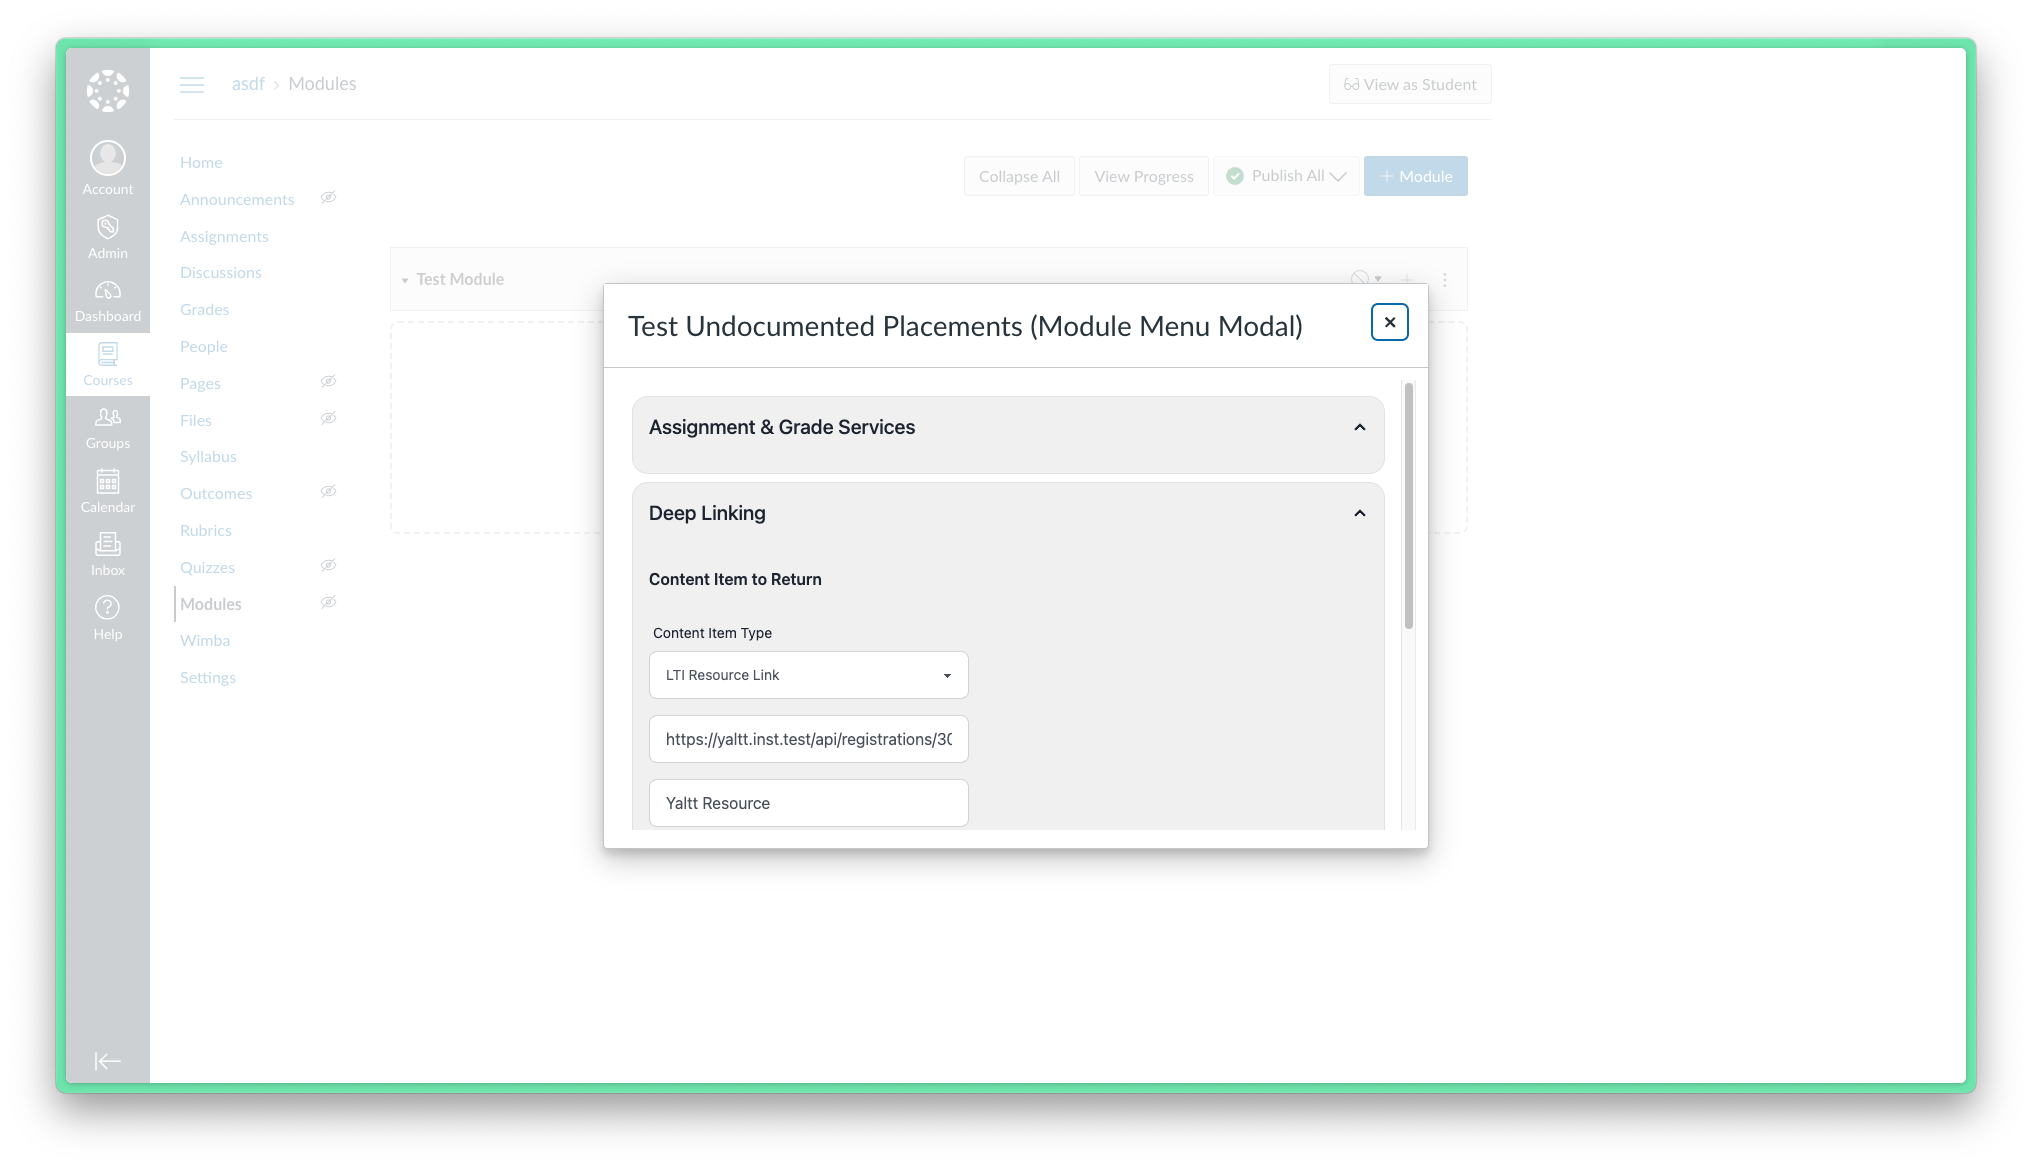 asdf › Modules
View as Student
Account
Admin
Dashboard
Courses
Groups
Calendar
Inbox
Help
Home
Announcements
Assignments
Discussions
Grades
People
Pages
Files
Syllabus
Outcomes
Rubrics
Quizzes
Modules
Wimba
Settings
Collapse All
View Progress
Publish All
+ Module
Test Module
Test Undocumented Placements (Module Menu Modal)
Assignment & Grade Services
Deep Linking
Content Item to Return
Content Item Type
LTI Resource Link
https://yaltt.inst.test/api/registrations/30
Yaltt Resource